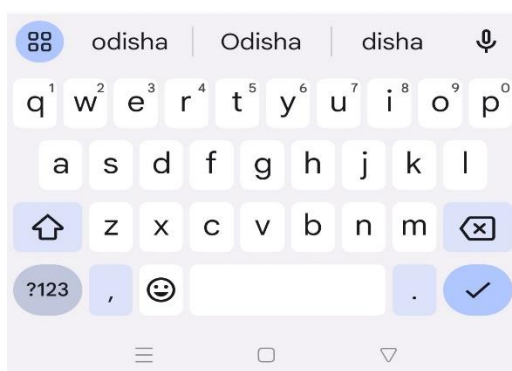 odisha Odisha disha
q1 w2 e3 r4 t5 y6 u7 i8 o9 p0
a s d f g h j k l
z x c v b n m
?123 , .